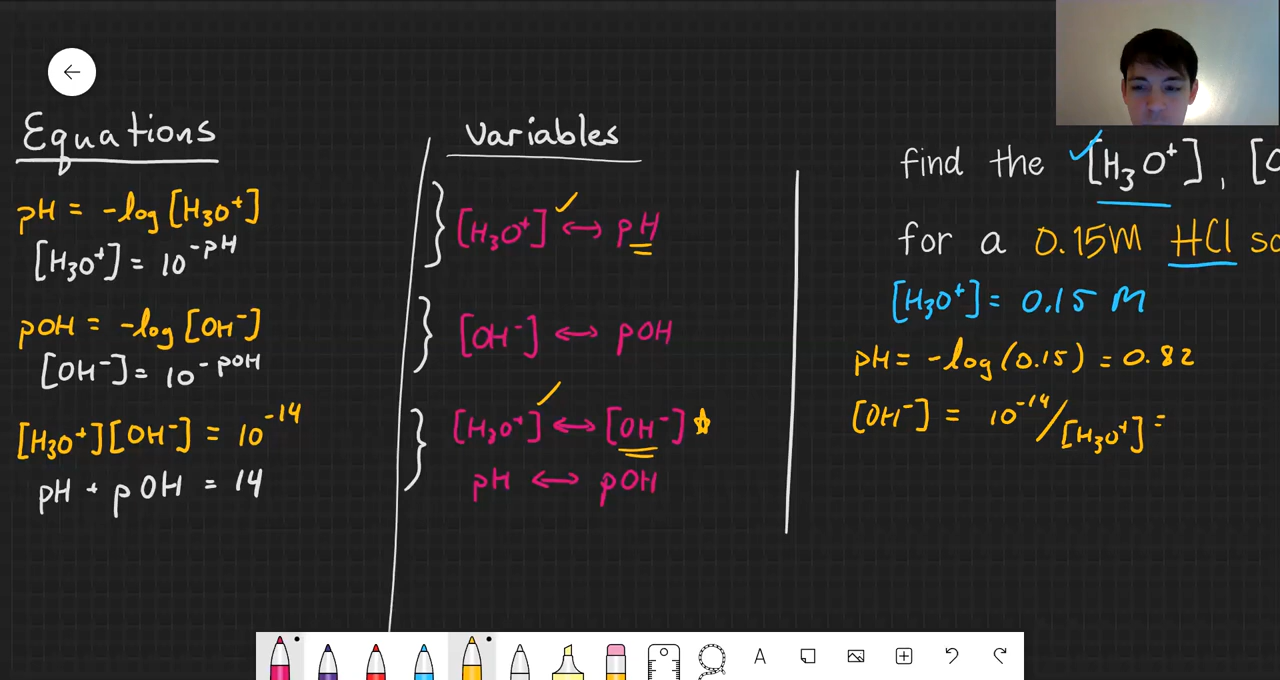 Equations
pH = -log [H₃O⁺]
[H₃O⁺] = 10⁻ᵖᴴ
pOH = -log [OH⁻]
[OH⁻] = 10⁻ᵖᴼᴴ
[H₃O⁺][OH⁻] = 10⁻¹⁴
pH + pOH = 14
Variables
[H₃O⁺] ↔ pH
[OH⁻] ↔ pOH
[H₃O⁺] ↔ [OH⁻]
pH ↔ pOH
find the [H₃O⁺], [
for a 0.15M HCl
[H₃O⁺] = 0.15 M
pH = -log(0.15) = 0.82
[OH⁻] = 10⁻¹⁴/[H₃O⁺] =
A